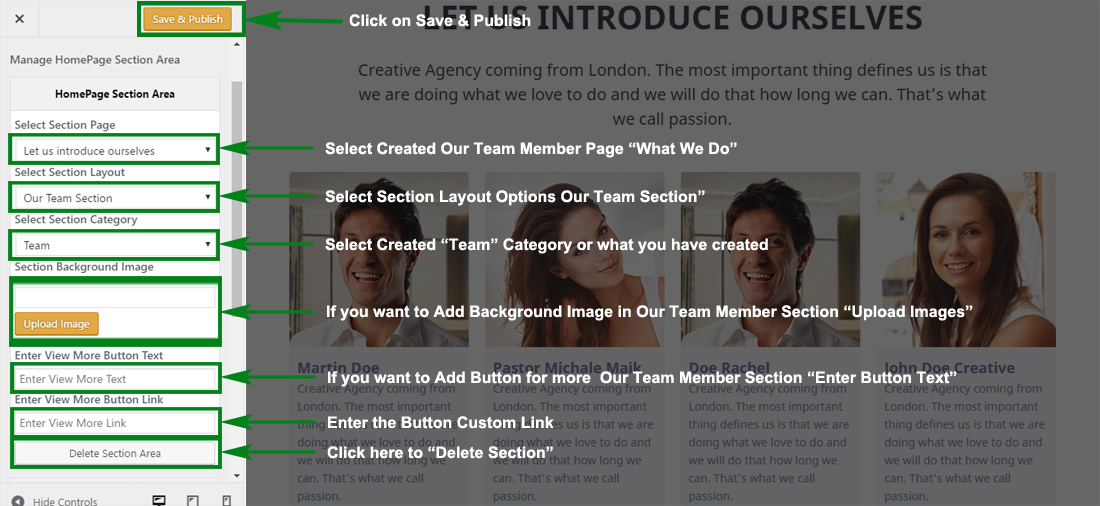 Save & Publish
Click on Save & Publish
LET US INTRODUCE OURSELVES
Manage HomePage Section Area
HomePage Section Area
Creative Agency coming from London. The most important thing defines us is that
we are doing what we love to do and we will do that how long we can. That's what
we call passion.
Select Section Page
Let us introduce ourselves
Select Created Our Team Member Page “What We Do”
Select Section Layout
Our Team Section
Select Section Layout Options Our Team Section”
Select Section Category
Team
Select Created “Team” Category or what you have created
Section Background Image
Upload Image
If you want to Add Background Image in Our Team Member Section “Upload Images”
Enter View More Button Text
Enter View More Text
If you want to Add Button for more  Our Team Member Section “Enter Button Text”
Enter View More Button Link
Enter View More Link
Enter the Button Custom Link
Delete Section Area
Click here to “Delete Section”
Hide Controls
Martin Doe
Creative Agency coming from
London. The most important
thing defines us is that we are
doing what we love to do and
we will do that how long we
can. That's what we call
passion.
Pastor Michale Maik
Creative Agency coming from
London. The most important
thing defines us is that we are
doing what we love to do and
we will do that how long we
can. That's what we call
passion.
Doe Rachel
Creative Agency coming from
London. The most important
thing defines us is that we are
doing what we love to do and
we will do that how long we
can. That's what we call
passion.
John Doe Creative
Creative Agency coming from
London. The most important
thing defines us is that we are
doing what we love to do and
we will do that how long we
can. That's what we call
passion.